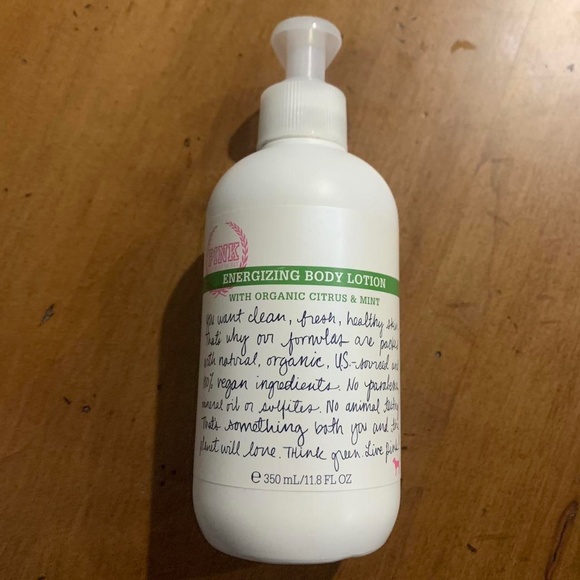 PINK
ENERGIZING BODY LOTION
WITH ORGANIC CITRUS & MINT
You want clean, fresh, healthy skin.
That's why our formulas are packed
with natural, organic, U.S.-sourced and
100% vegan ingredients. No parabens,
mineral oil or sulfites. No animal testing.
That's something both you and the
planet will love. Think green. Live pink.
℮ 350 mL/11.8 FL OZ